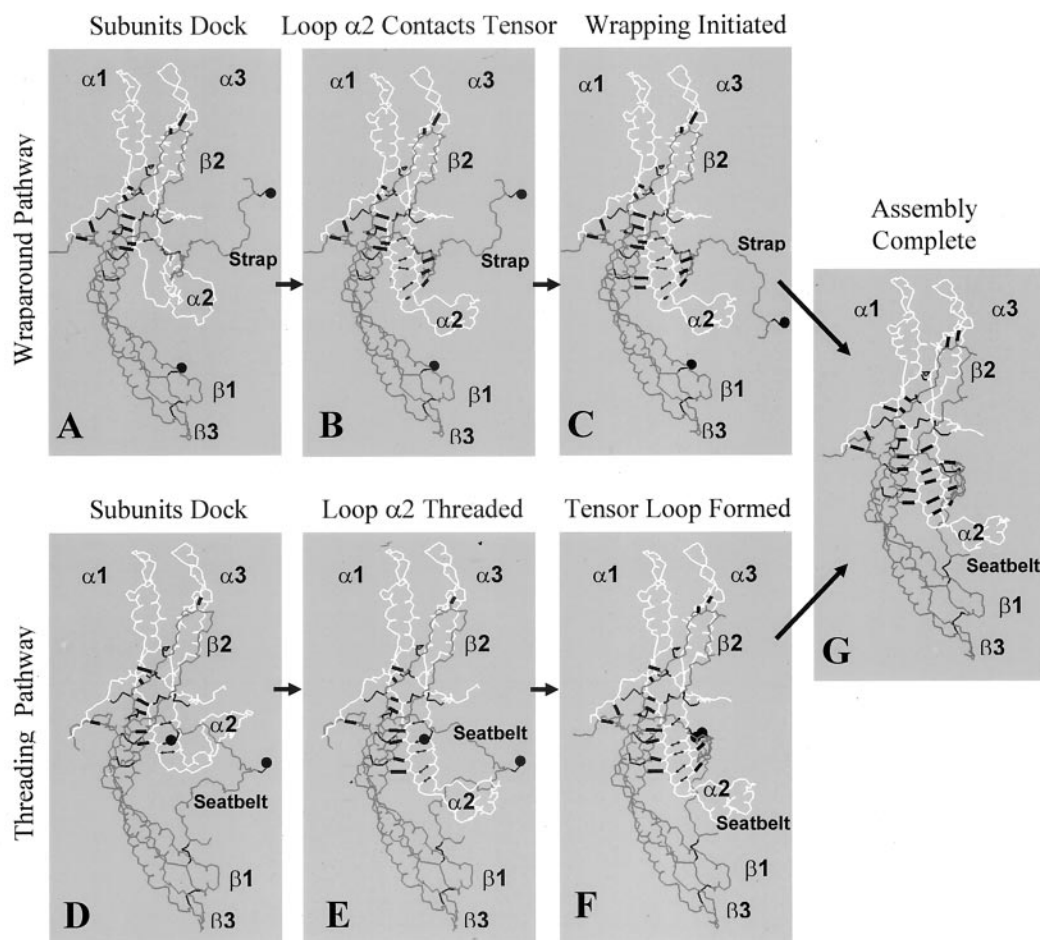 Subunits Dock
Loop α2 Contacts Tensor
Wrapping Initiated
Wraparound Pathway
α1
α3
β2
Strap
α2
β1
β3
A
α1
α3
β2
Strap
α2
β1
β3
B
α1
α3
β2
Strap
α2
β1
β3
C
Assembly
Complete
α1
α3
β2
α2
Seatbelt
β1
β3
G
Subunits Dock
Loop α2 Threaded
Tensor Loop Formed
Threading Pathway
α1
α3
β2
α2
Seatbelt
β1
β3
D
α1
α3
β2
Seatbelt
α2
β1
β3
E
α1
α3
β2
α2
Seatbelt
β1
β3
F